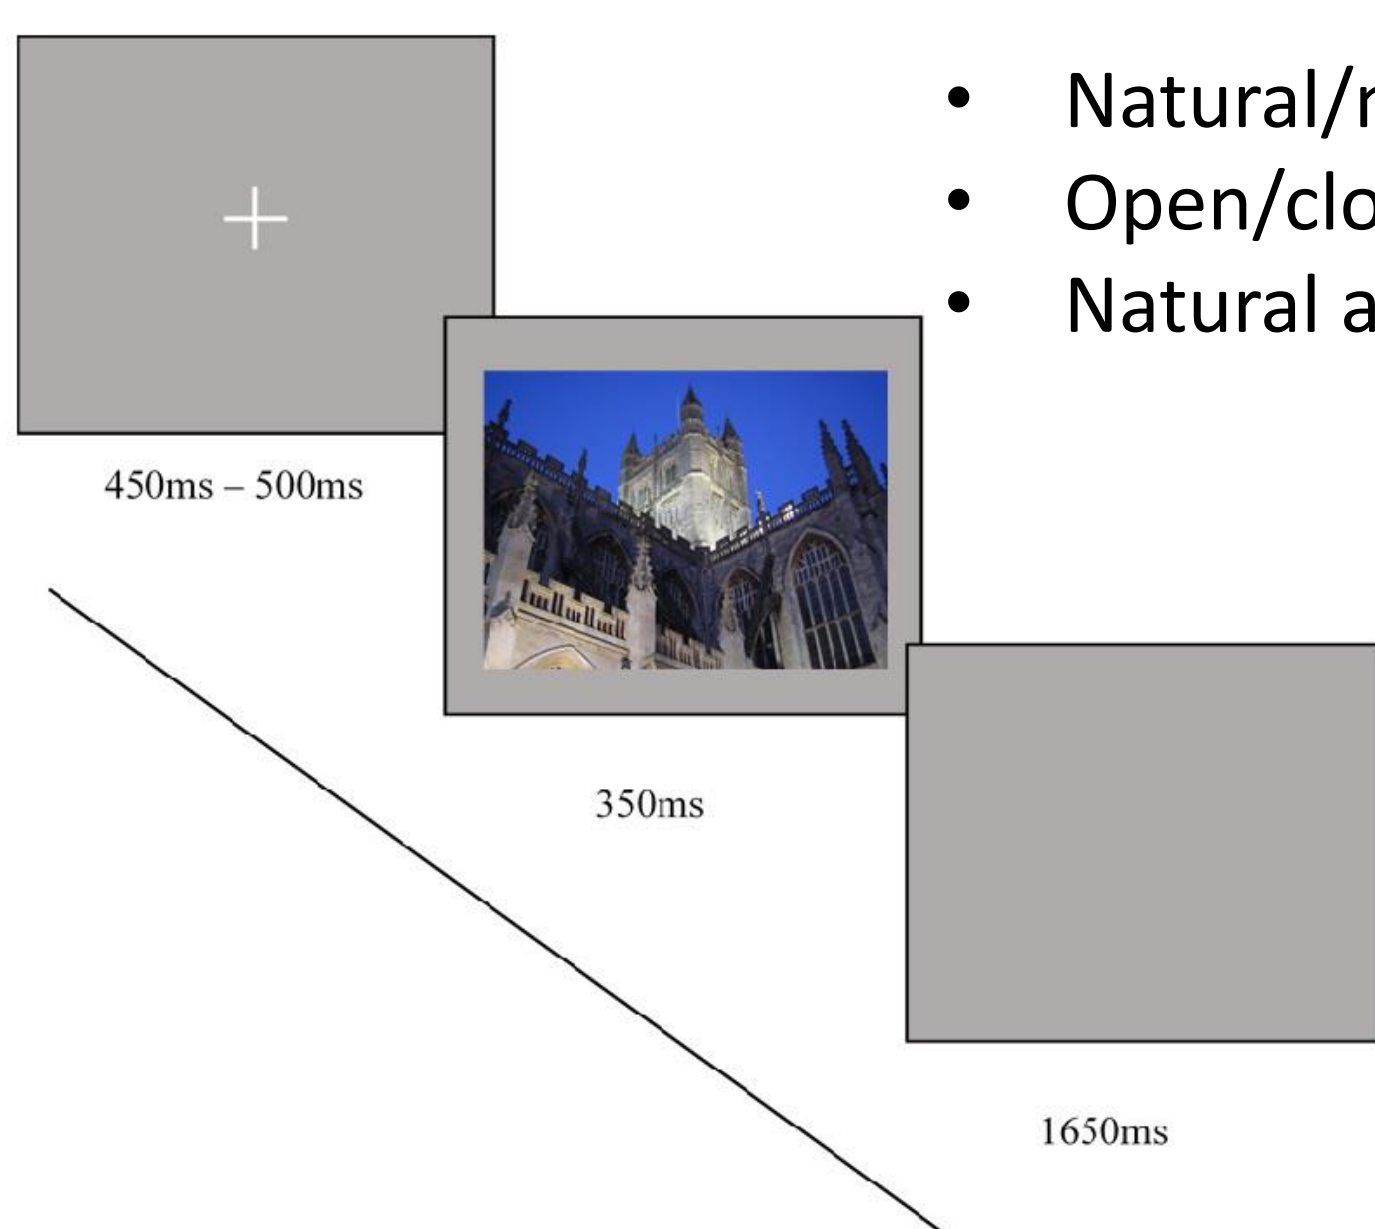 • Natural/
• Open/clo
• Natural a
450ms – 500ms
350ms
1650ms